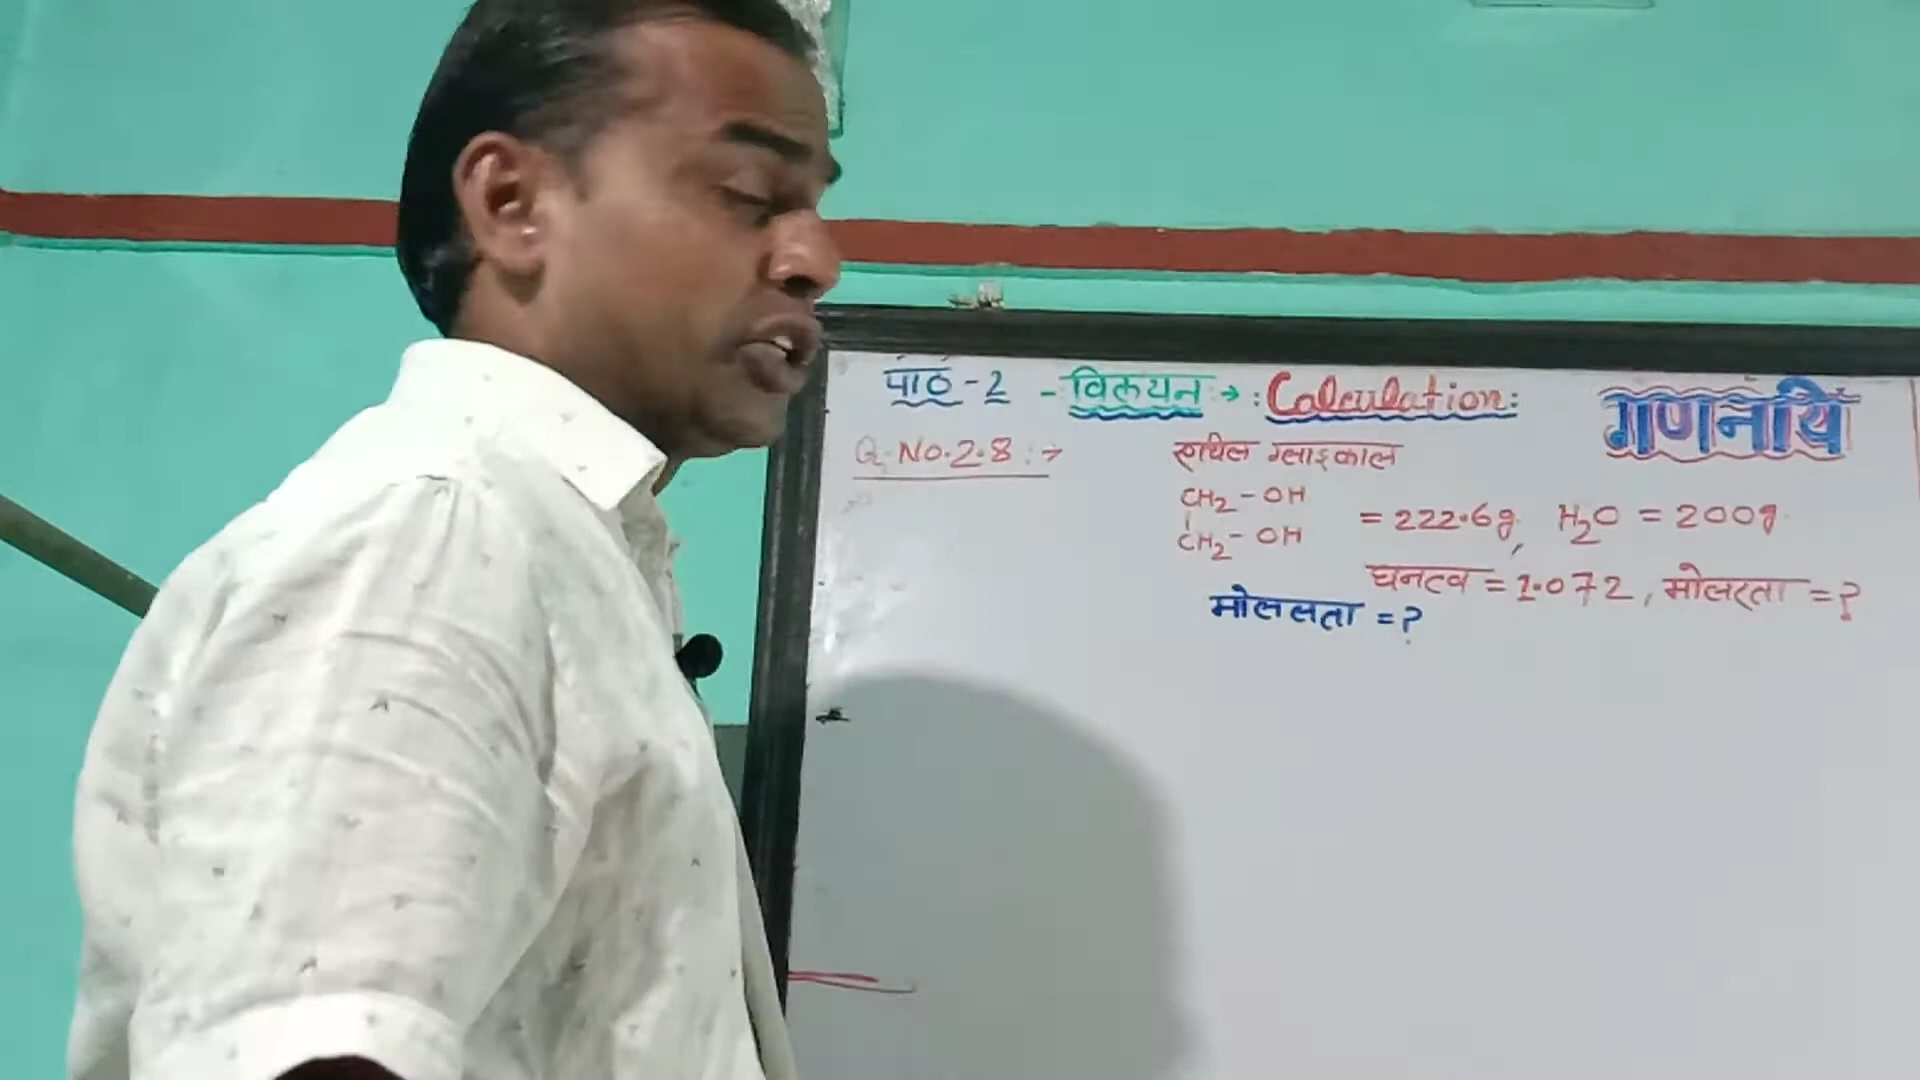 पाठ - 2 - विलयन → : Calculation: गणनायें
Q. No. 2.8 : → एथिल ग्लाइकाल
CH2 - OH
CH2 - OH = 222.6g, H2O = 200g
घनत्व = 1.072, मोलरता = ?
मोललता = ?